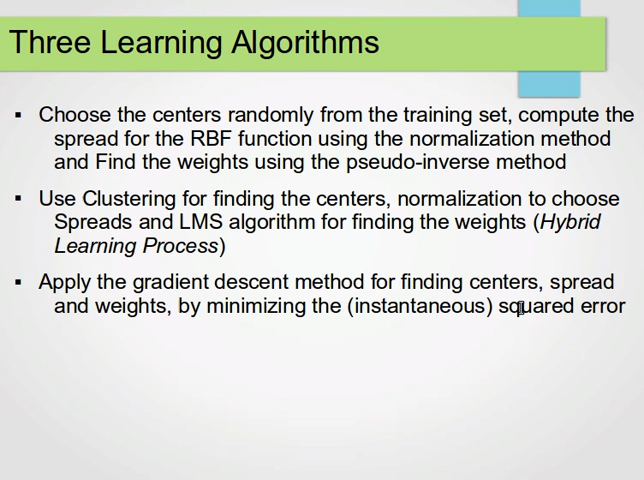 Three Learning Algorithms
▪ Choose the centers randomly from the training set, compute the
spread for the RBF function using the normalization method
and Find the weights using the pseudo-inverse method
▪ Use Clustering for finding the centers, normalization to choose
Spreads and LMS algorithm for finding the weights (Hybrid
Learning Process)
▪ Apply the gradient descent method for finding centers, spread
and weights, by minimizing the (instantaneous) squared error